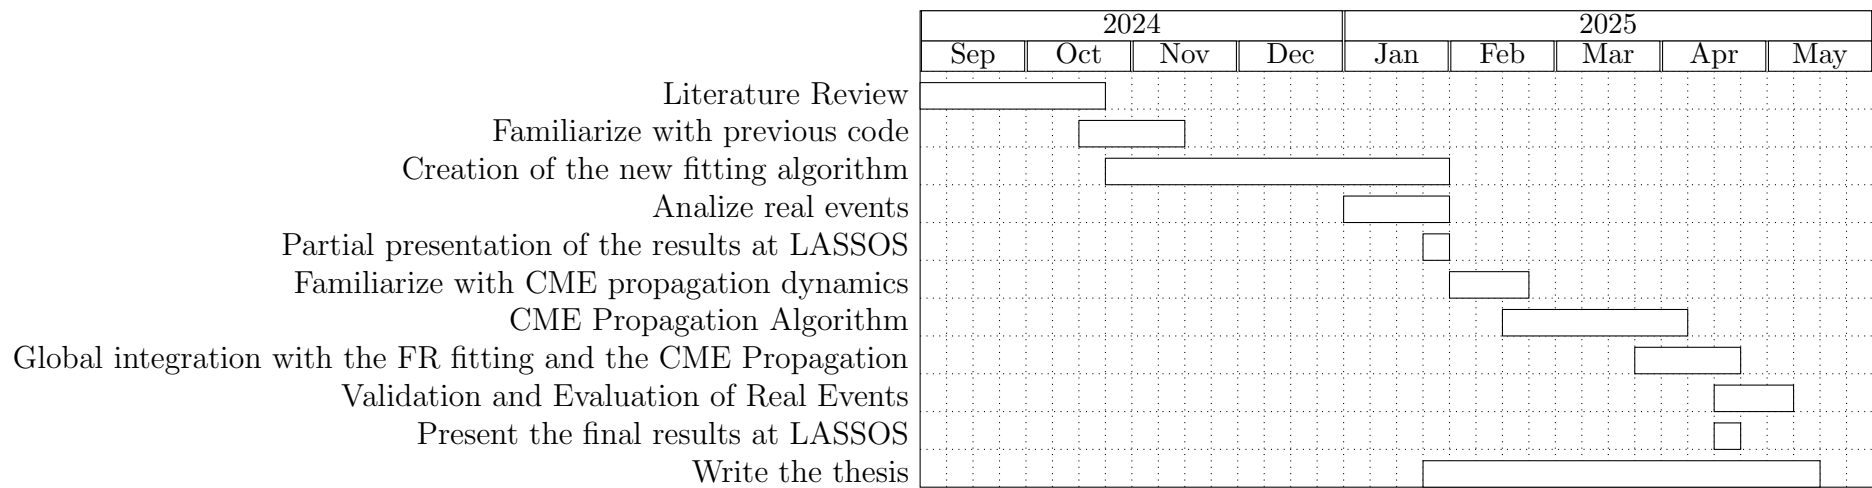 2024 2025
Sep Oct Nov Dec Jan Feb Mar Apr May
Literature Review
Familiarize with previous code
Creation of the new fitting algorithm
Analize real events
Partial presentation of the results at LASSOS
Familiarize with CME propagation dynamics
CME Propagation Algorithm
Global integration with the FR fitting and the CME Propagation
Validation and Evaluation of Real Events
Present the final results at LASSOS
Write the thesis